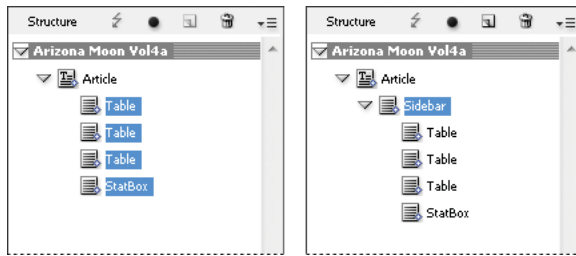 Structure
Arizona Moon Vol4a
Article
Table
Table
Table
StatBox
Structure
Arizona Moon Vol4a
Article
Sidebar
Table
Table
Table
StatBox